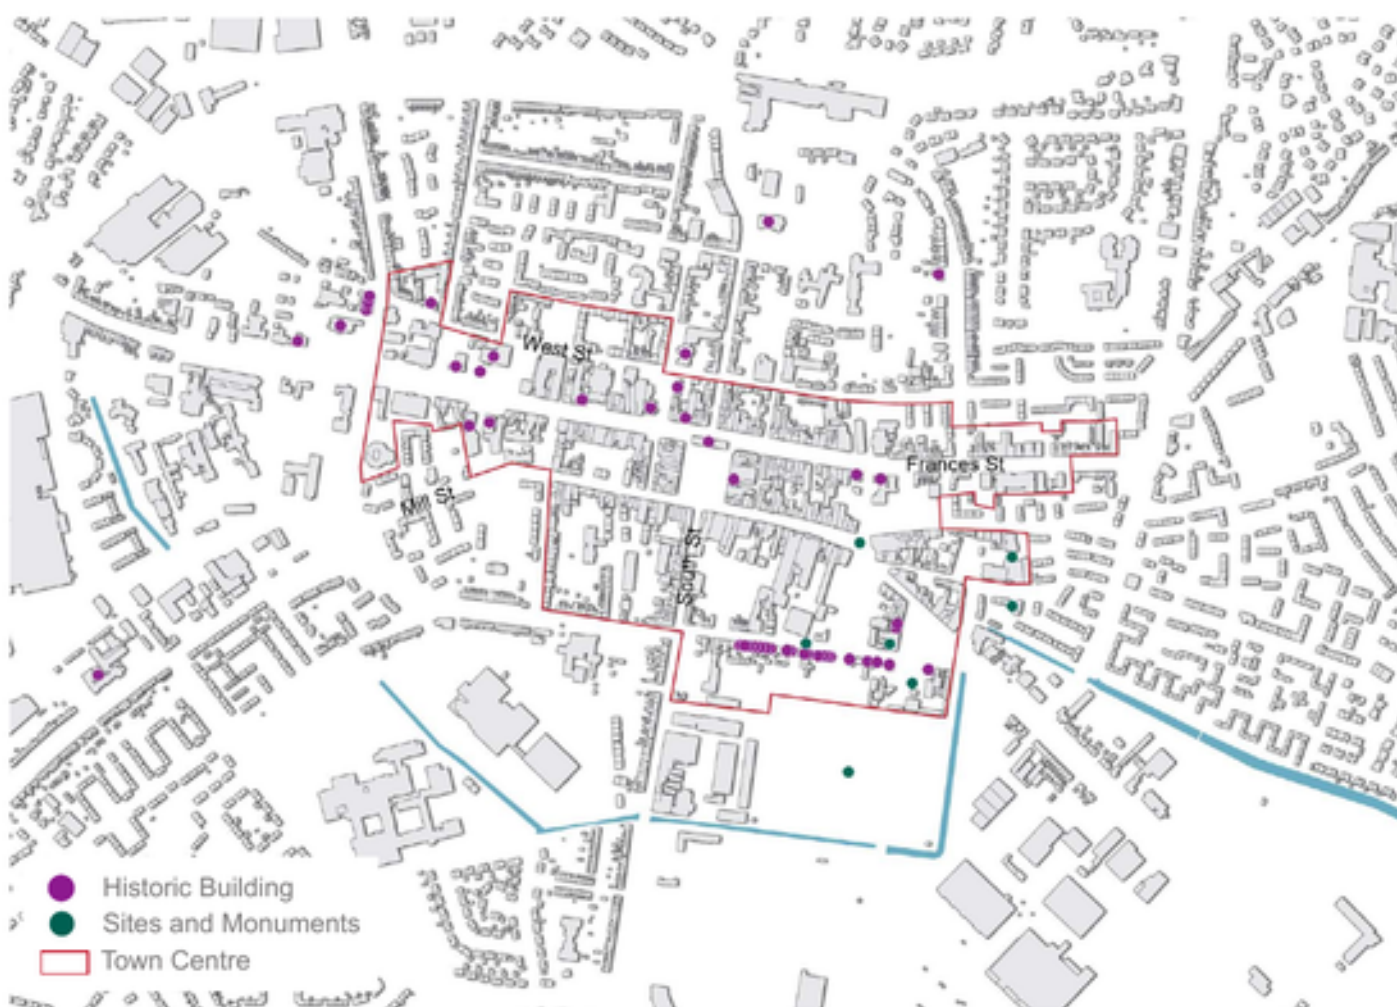 West St
Frances St
Mill St
South St
Historic Building
Sites and Monuments
Town Centre